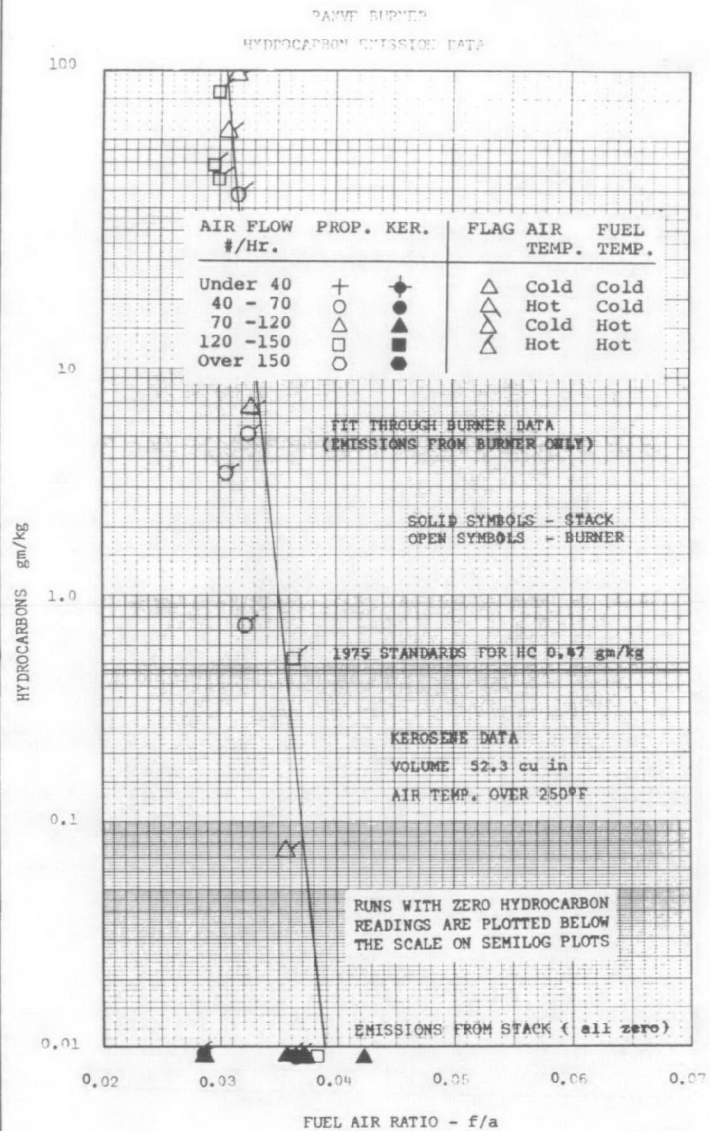 BURNER
HYDROCARBON EMISSION DATA
100
AIR FLOW PROP. KER. FLAG AIR FUEL
#/Hr. TEMP. TEMP.
Under 40 Cold Cold
40 - 70 Hot Cold
70 -120 Cold Hot
120 -150 Hot Hot
Over 150
10
FIT THROUGH BURNER DATA
(EMISSIONS FROM BURNER ONLY)
SOLID SYMBOLS - STACK
OPEN SYMBOLS - BURNER
HYDROCARBONS gm/kg
1.0
1975 STANDARDS FOR HC 0.47 gm/kg
KEROSENE DATA
VOLUME 52.3 cu in
AIR TEMP. OVER 250°F
0.1
RUNS WITH ZERO HYDROCARBON
READINGS ARE PLOTTED BELOW
THE SCALE ON SEMILOG PLOTS
EMISSIONS FROM STACK ( all zero)
0.01
0.02 0.03 0.04 0.05 0.06 0.07
FUEL AIR RATIO - f/a